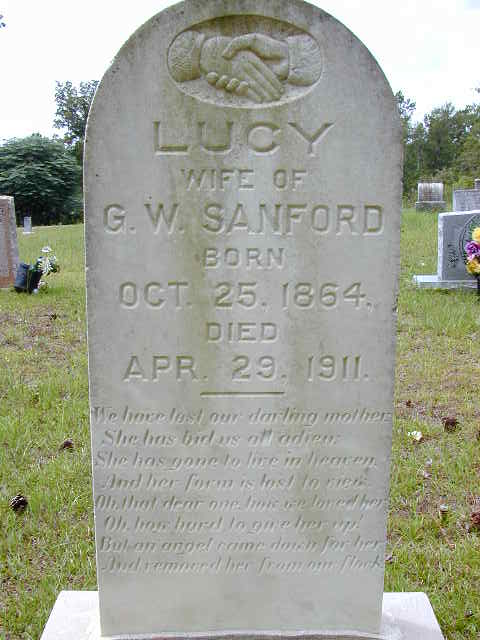 LUCY
WIFE OF
G. W. SANFORD
BORN
OCT. 25. 1864.
DIED
APR. 29. 1911.
We have lost our darling mother
She has bid us all adieu;
She has gone to live in heaven,
And her form is lost to view.
Oh, that dear one, how we loved her
Oh, how hard to give her up!
But an angel came down for her
And removed her from our flock